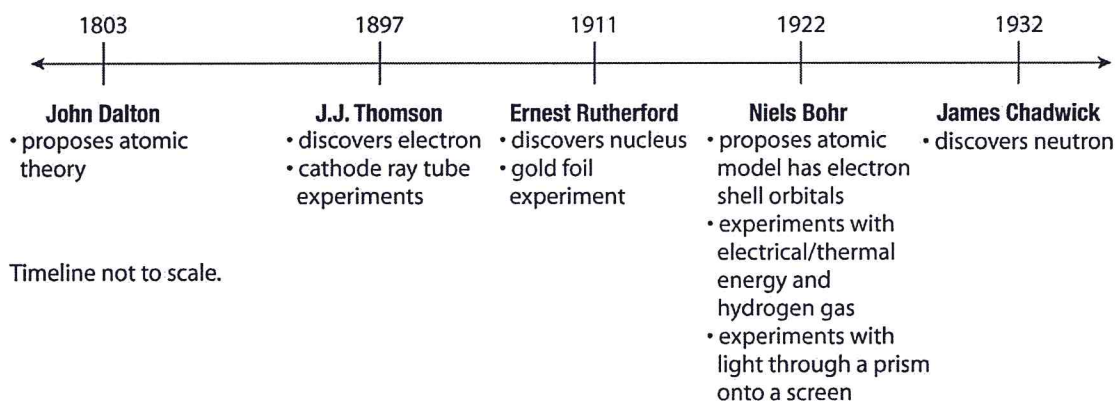 1803
1897
1911
1922
1932
John Dalton
• proposes atomic
theory
J.J. Thomson
• discovers electron
• cathode ray tube
experiments
Ernest Rutherford
• discovers nucleus
• gold foil
experiment
Niels Bohr
• proposes atomic
model has electron
shell orbitals
• experiments with
electrical/thermal
energy and
hydrogen gas
• experiments with
light through a prism
onto a screen
James Chadwick
• discovers neutron
Timeline not to scale.